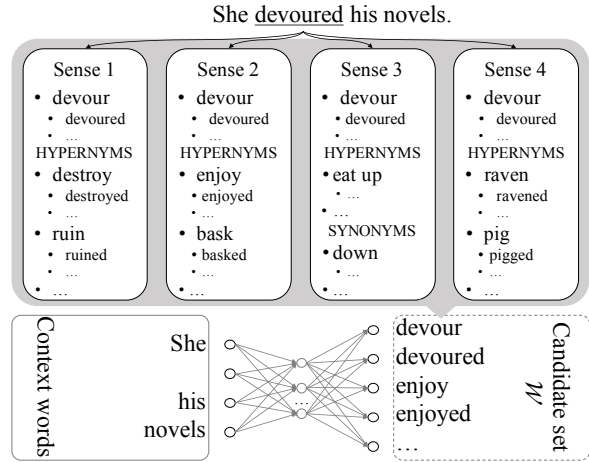 She devoured his novels.
Sense 1
• devour
• devoured
• ...
HYPERNYMS
• destroy
• destroyed
• ...
• ruin
• ruined
• ...
• ...
Sense 2
• devour
• devoured
• ...
HYPERNYMS
• enjoy
• enjoyed
• ...
• bask
• basked
• ...
• ...
Sense 3
• devour
• devoured
• ...
HYPERNYMS
• eat up
• ...
• ...
SYNONYMS
• down
• ...
• ...
Sense 4
• devour
• devoured
• ...
HYPERNYMS
• raven
• ravened
• ...
• pig
• pigged
• ...
• ...
Context words
She
his
novels
...
devour
devoured
enjoy
enjoyed
...
Candidate set
W